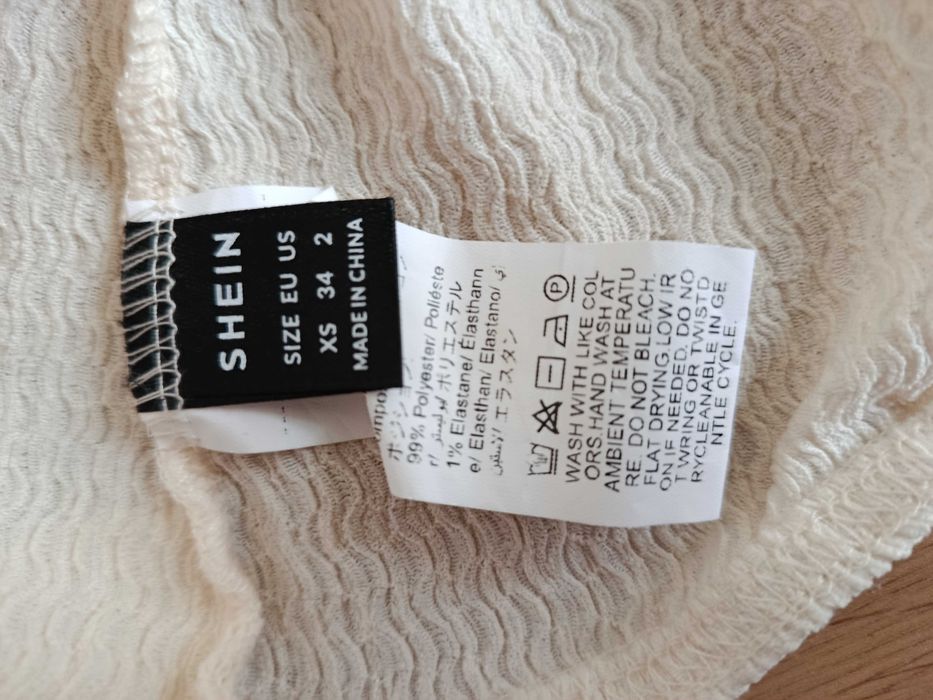 SHEIN
SIZE EU US
XS 34 2
MADE IN CHINA
99% Polyester/ Poliéste
r/ بوليستر/ ポリエステル
1% Elastane/ Élasthann
e/ Elasthan/ Elastano/
エラスタン
P
WASH WITH LIKE COL
ORS.HAND WASH AT
AMBIENT TEMPERATU
RE. DO NOT BLEACH.
FLAT DRYING.LOW IR
ON IF NEEDED. DO NO
T WRING OR TWIST.D
RYCLEANABLE IN GE
NTLE CYCLE.